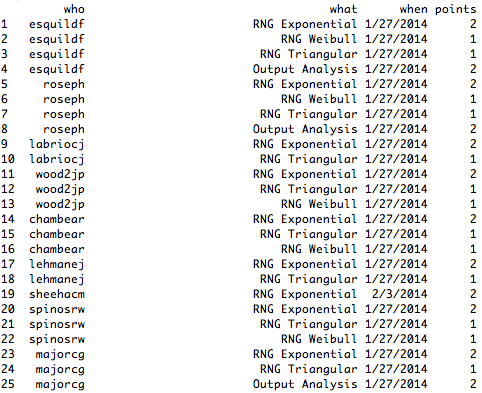 who what when points
1 esquildf RNG Exponential 1/27/2014 2
2 esquildf RNG Weibull 1/27/2014 1
3 esquildf RNG Triangular 1/27/2014 1
4 esquildf Output Analysis 1/27/2014 2
5 roseph RNG Exponential 1/27/2014 2
6 roseph RNG Weibull 1/27/2014 1
7 roseph RNG Triangular 1/27/2014 1
8 roseph Output Analysis 1/27/2014 2
9 labriocj RNG Exponential 1/27/2014 2
10 labriocj RNG Triangular 1/27/2014 1
11 wood2jp RNG Exponential 1/27/2014 2
12 wood2jp RNG Triangular 1/27/2014 1
13 wood2jp RNG Weibull 1/27/2014 1
14 chambear RNG Exponential 1/27/2014 2
15 chambear RNG Triangular 1/27/2014 1
16 chambear RNG Weibull 1/27/2014 1
17 lehmanej RNG Exponential 1/27/2014 2
18 lehmanej RNG Triangular 1/27/2014 1
19 sheehacm RNG Exponential 2/3/2014 2
20 spinosrw RNG Exponential 1/27/2014 2
21 spinosrw RNG Triangular 1/27/2014 1
22 spinosrw RNG Weibull 1/27/2014 1
23 majorcg RNG Exponential 1/27/2014 2
24 majorcg RNG Triangular 1/27/2014 1
25 majorcg Output Analysis 1/27/2014 2